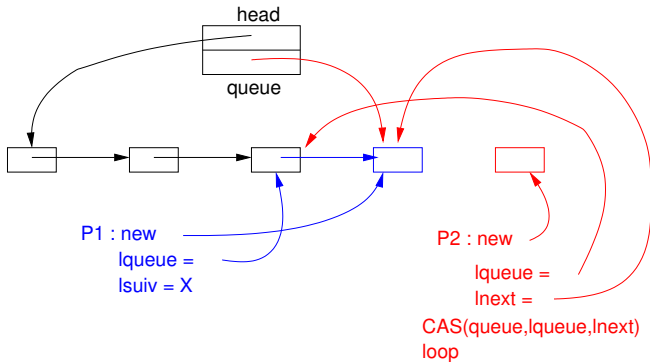 head
queue
P1 : new
lqueue =
lsuiv = X
P2 : new
lqueue =
lnext =
CAS(queue,lqueue,lnext)
loop